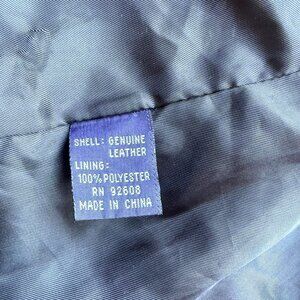 SHELL: GENUINE
LEATHER
LINING:
100% POLYESTER
RN 92608
MADE IN CHINA